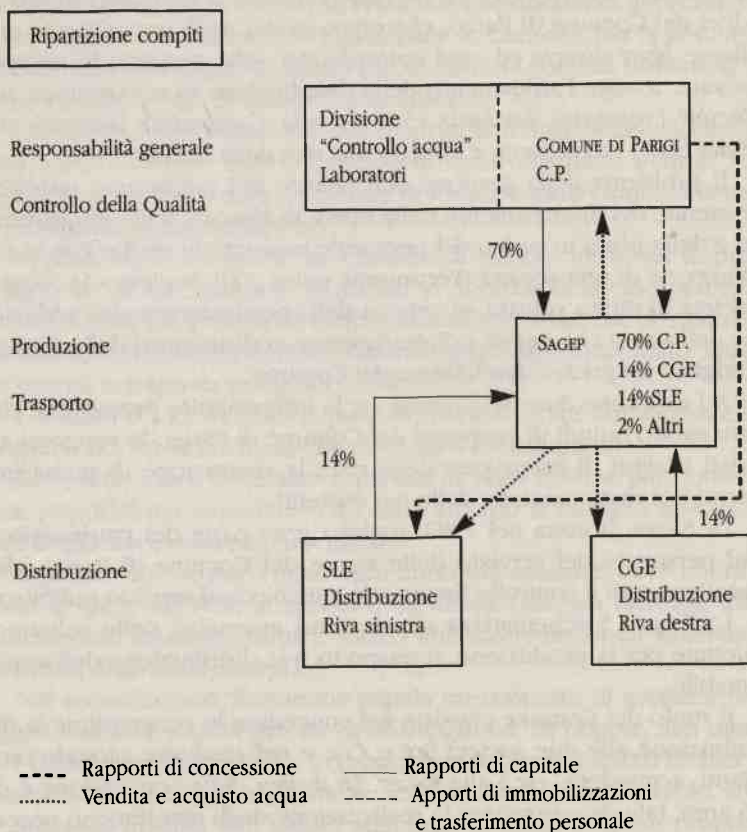 Ripartizione compiti
Responsabilità generale
Controllo della Qualità
Divisione
“Controllo acqua”
Laboratori
COMUNE DI PARIGI
C.P.
70%
Produzione
Trasporto
SAGEP
70% C.P.
14% CGE
14%SLE
2% Altri
14%
14%
Distribuzione
SLE
Distribuzione
Riva sinistra
CGE
Distribuzione
Riva destra
Rapporti di concessione
Rapporti di capitale
Vendita e acquisto acqua
Apporti di immobilizzazioni
e trasferimento personale